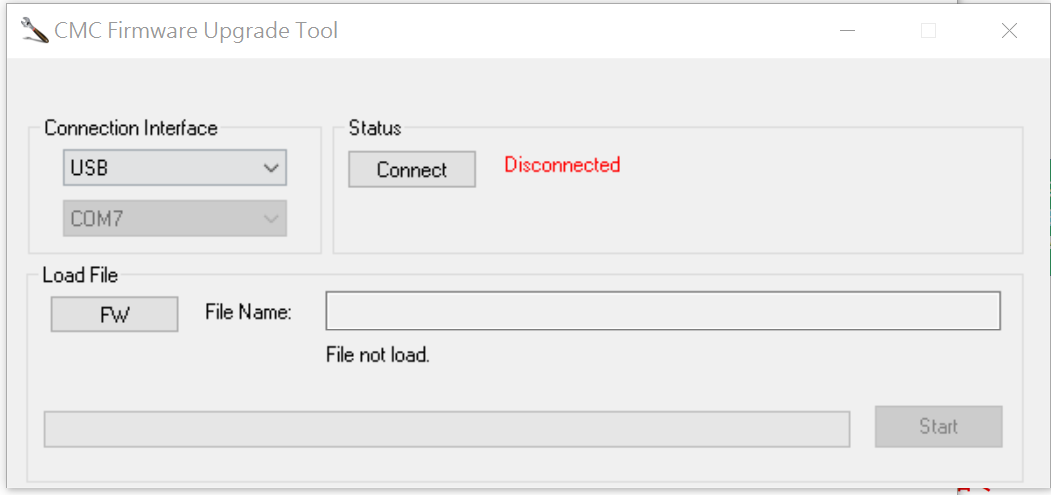 CMC Firmware Upgrade Tool
Connection Interface
Status
USB
Connect
Disconnected
COM7
Load File
FW
File Name:
File not load.
Start